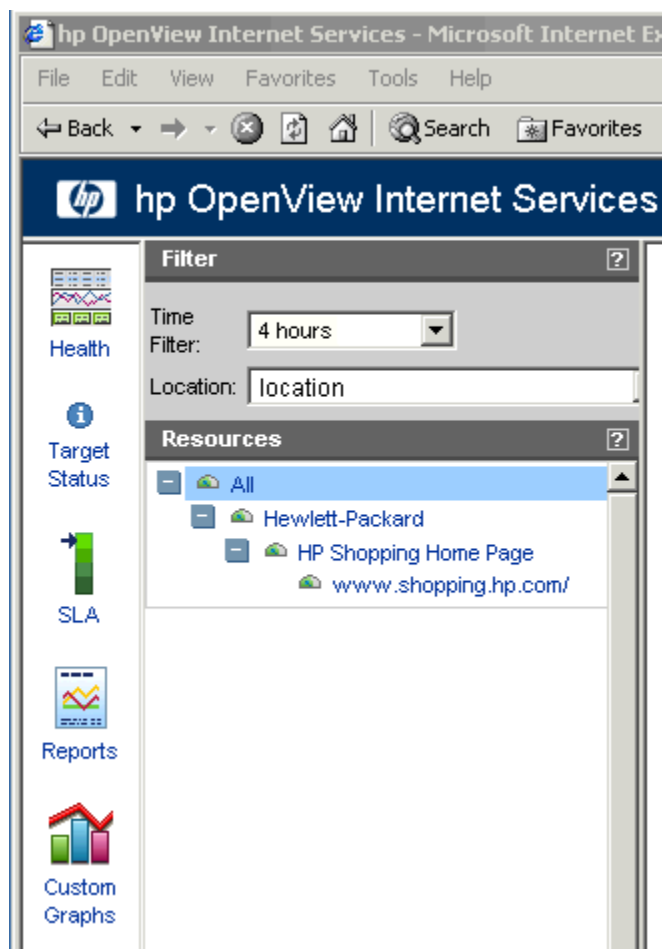 hp OpenView Internet Services - Microsoft Internet Ex
File Edit View Favorites Tools Help
Back Search Favorites
hp hp OpenView Internet Services
Filter ?
Time
Filter: 4 hours
Location: location
Resources ?
All
Hewlett-Packard
HP Shopping Home Page
www.shopping.hp.com/
Health
Target
Status
SLA
Reports
Custom
Graphs